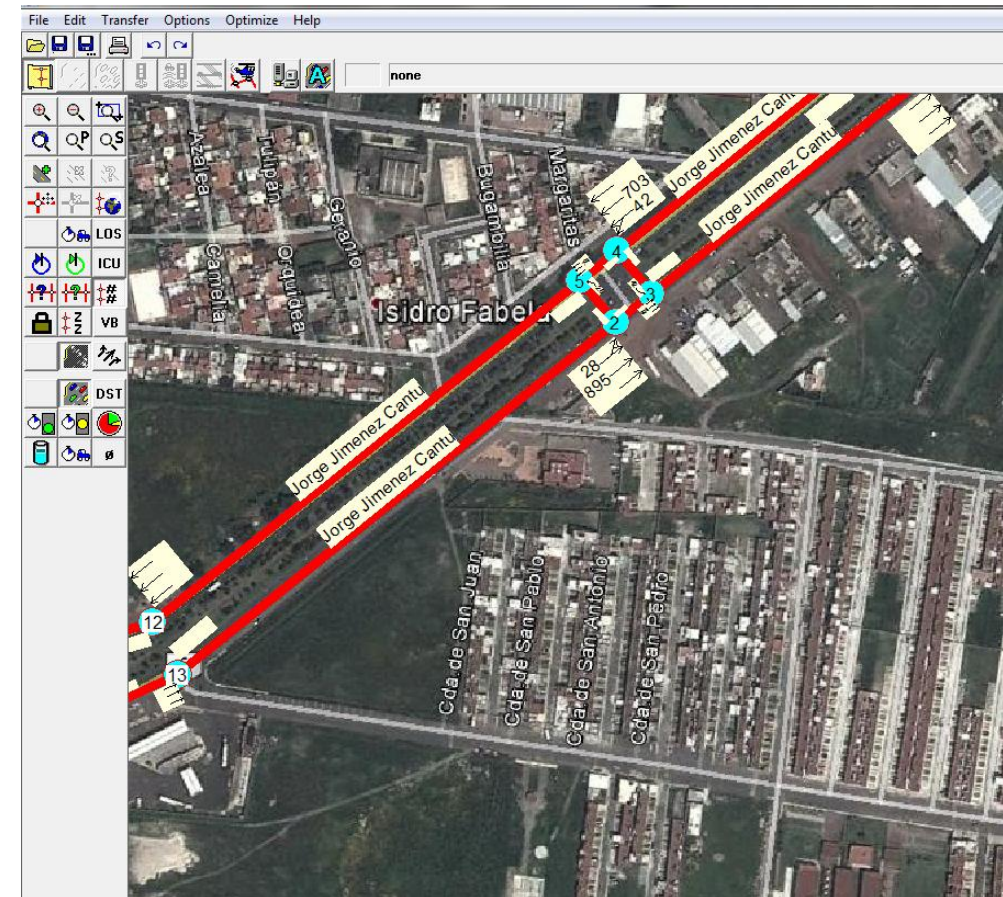 File Edit Transfer Options Optimize Help
none
P
S
LOS
ICU
##
Z Z
VB
DST
ø
Azalea
Tulipán
Geranio
Bugambilia
Margaritas
Camelia
Orquidea
Isidro Fabela
703
42
Jorge Jimenez Cantu
Jorge Jimenez Cantu
4
5
3
2
28
895
Jorge Jimenez Cantu
Jorge Jimenez Cantu
12
13
Cda de San Juan
Cda de San Pablo
Cda de San Antonio
Cda de San Pedro